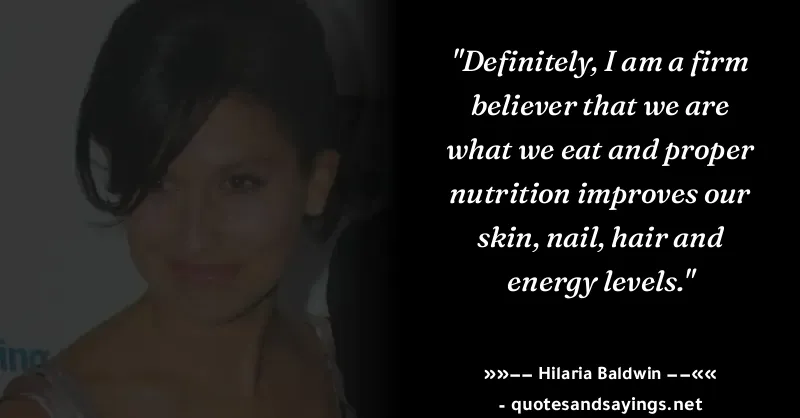 "Definitely, I am a firm
believer that we are
what we eat and proper
nutrition improves our
skin, nail, hair and
energy levels."
»»−− Hilaria Baldwin −−««
- quotesandsayings.net
ing